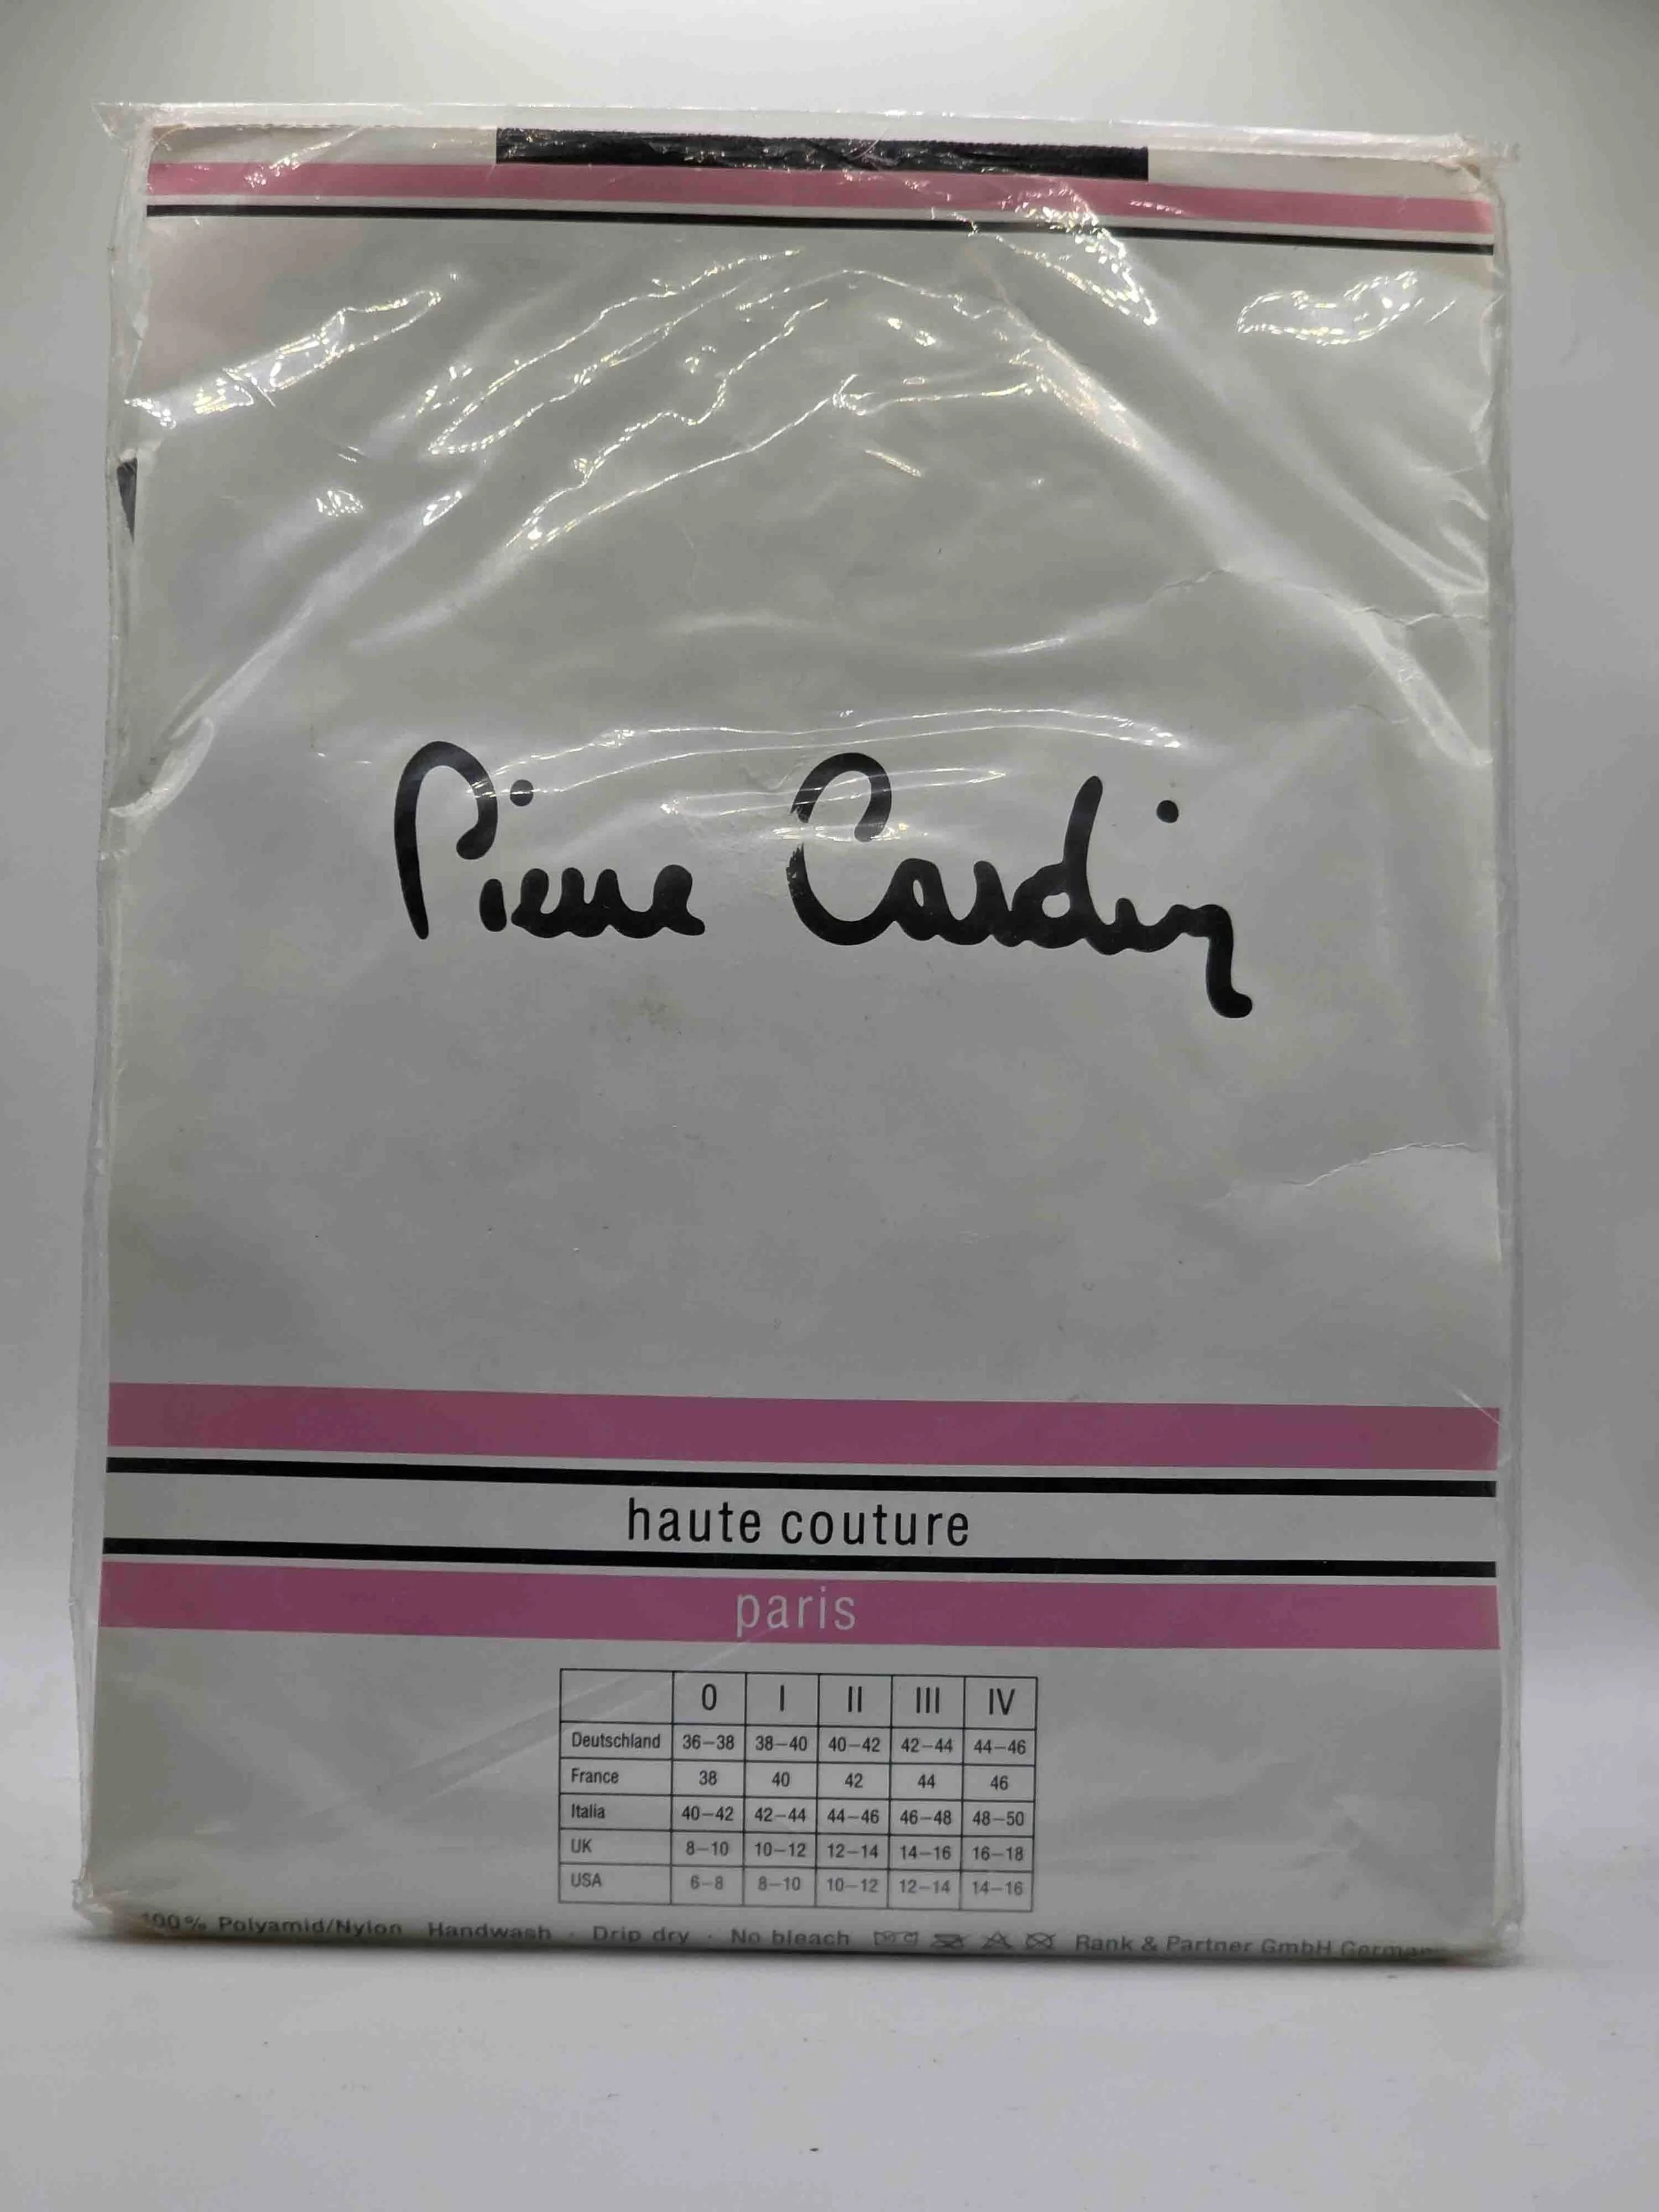 Pierre Cardin
haute couture
paris
0 I II III IV
Deutschland 36–38 38–40 40–42 42–44 44–46
France 38 40 42 44 46
Italia 40–42 42–44 44–46 46–48 48–50
UK 8–10 10–12 12–14 14–16 16–18
USA 6–8 8–10 10–12 12–14 14–16
100% Polyamid/Nylon Handwash · Drip dry · No bleach Rank & Partner GmbH German